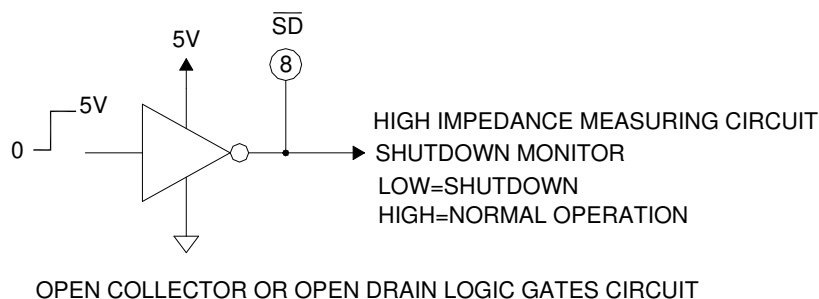 SD
5V
8
5V
0
HIGH IMPEDANCE MEASURING CIRCUIT
SHUTDOWN MONITOR
LOW=SHUTDOWN
HIGH=NORMAL OPERATION
OPEN COLLECTOR OR OPEN DRAIN LOGIC GATES CIRCUIT